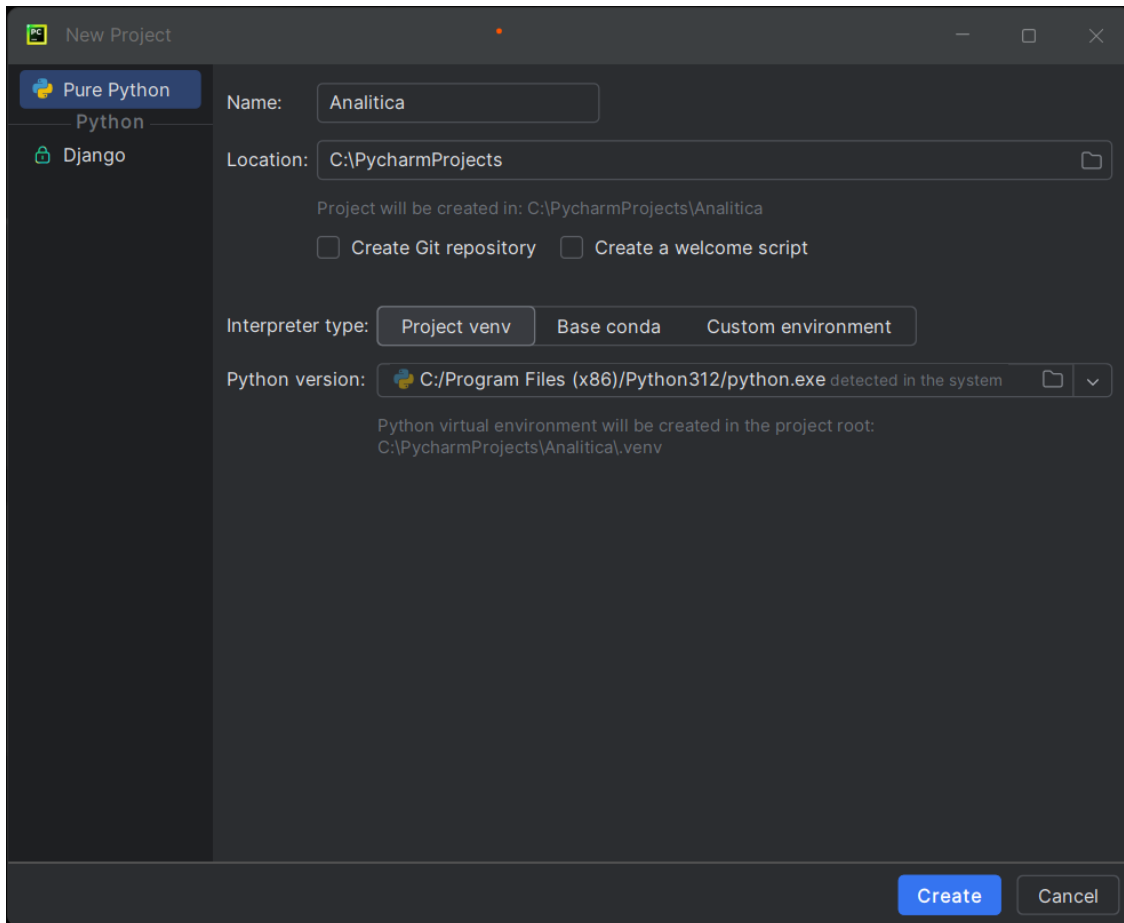 PC
New Project
Pure Python
Python
Django
Name: Analitica
Location: C:\PycharmProjects
Project will be created in: C:\PycharmProjects\Analitica
Create Git repository Create a welcome script
Interpreter type: Project venv Base conda Custom environment
Python version: C:/Program Files (x86)/Python312/python.exe detected in the system
Python virtual environment will be created in the project root:
C:\PycharmProjects\Analitica\.venv
Create Cancel